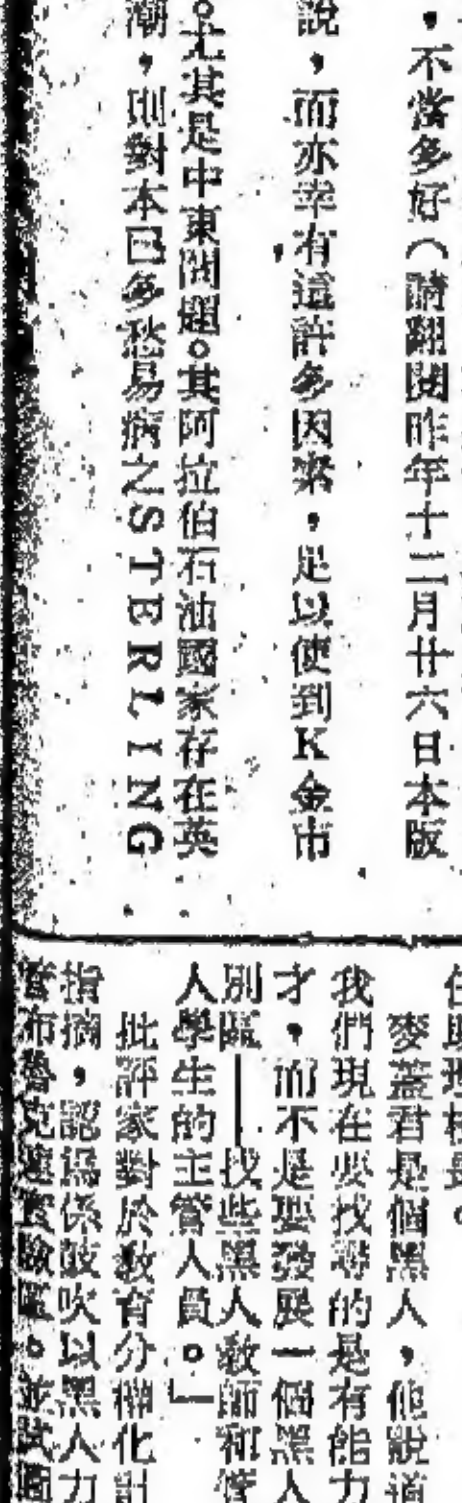 ，不當多好（請翻閱昨年十二月廿六日本版
說，而亦幸有這許多因素，足以使到K金市
。尤其是中東問題。其阿拉伯石油國家存在英
潮，則對本已多愁易病之STERLING
任助理校長。
麥蓋君是個黑人，他說道
我們現在要找尋的是有能力
才，而不是要發展一個黑人
別區——找些黑人教師和管
人學生的主管人員。」
批評家對於教育分權化計
指摘，認為係鼓吹以黑人力
布魯克連實驗區。並試圖